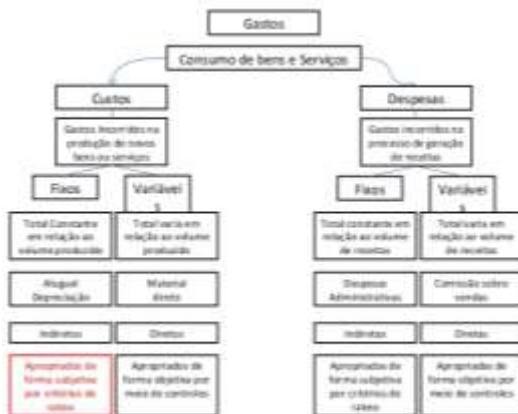 Gastos
Consumo de bens e Serviços
Custos
Gastos Incorridos na
produção de novos
bens ou serviços
Fixos
Variávei
s
Total Constante
em relação ao
volume produzido
Total varia em
relação ao volume
produzido
Aluguel
Depreciação
Material
direto
Indiretos
Diretos
Apropriados de
forma subjetiva
por critérios de
rateio
Apropriados de
forma objetiva por
meio de controles
Despesas
Gastos incorridos no
processo de geração
de receitas
Fixos
Variávei
s
Total constante em
relação ao volume
de receitas
Total varia em
relação ao volume
de receitas
Despesas
Administrativas
Comissão sobre
vendas
Indiretas
Diretas
Apropriados de
forma subjetiva
por critérios de
rateio
Apropriados de
forma objetiva por
meio de controles